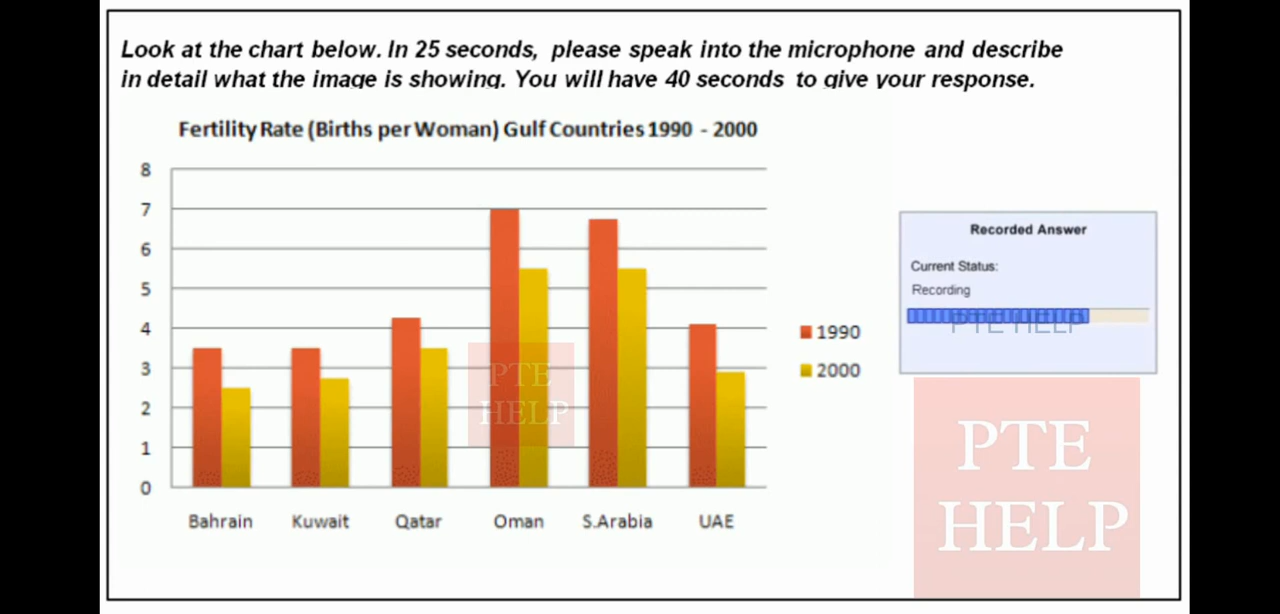 Look at the chart below. In 25 seconds, please speak into the microphone and describe
in detail what the image is showing. You will have 40 seconds to give your response.
Fertility Rate (Births per Woman) Gulf Countries 1990 - 2000
8
7
6
5
4
3
2
1
0
Bahrain Kuwait Qatar Oman S.Arabia UAE
1990
2000
PTE
HELP
Recorded Answer
Current Status:
Recording
PTE HELP
PTE
HELP